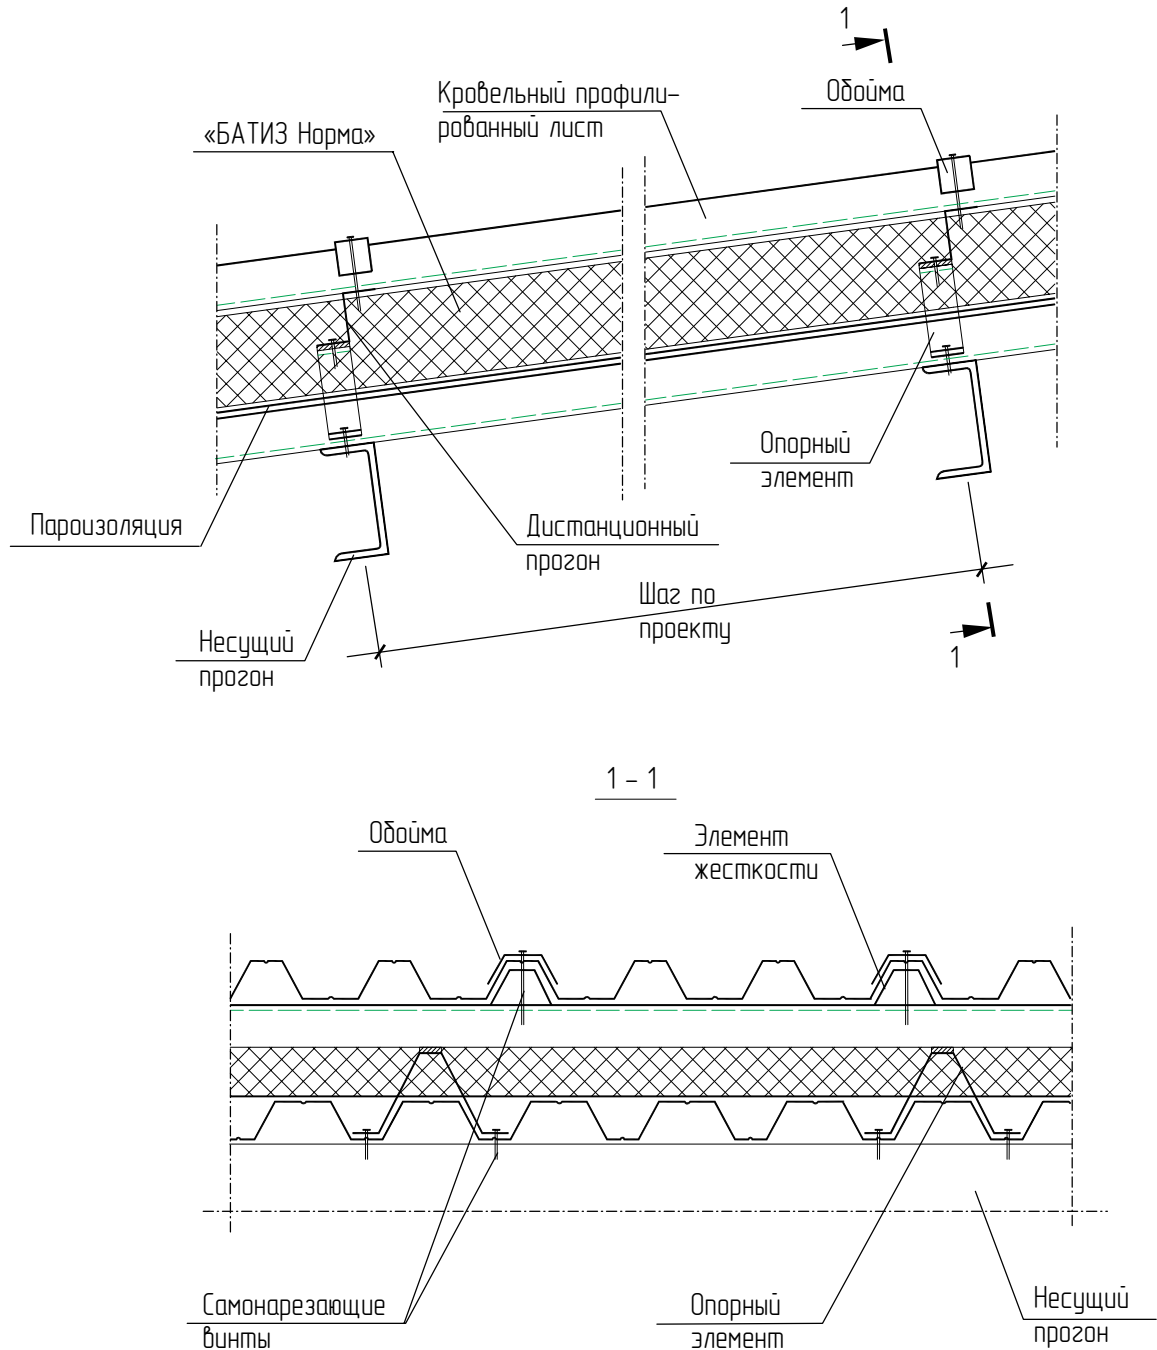 1
Кровельный профили-
рованный лист
Обойма
«БАТИЗ Норма»
Опорный
элемент
Пароизоляция
Дистанционный
прогон
Шаг по
проекту
Несущий
прогон
1
1 – 1
Обойма
Элемент
жесткости
Самонарезающие
винты
Опорный
элемент
Несущий
прогон